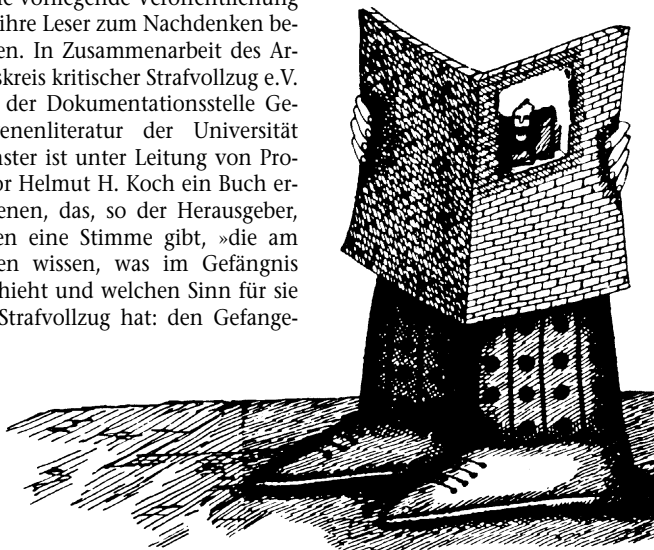 vorliegende Veröffentlichung
ihre Leser zum Nachdenken be-
en. In Zusammenarbeit des Ar-
skreis kritischer Strafvollzug e.V.
der Dokumentationsstelle Ge-
enenliteratur der Universität
nster ist unter Leitung von Pro-
or Helmut H. Koch ein Buch er-
enen, das, so der Herausgeber,
en eine Stimme gibt, »die am
en wissen, was im Gefängnis
hieht und welchen Sinn für sie
Strafvollzug hat: den Gefange-